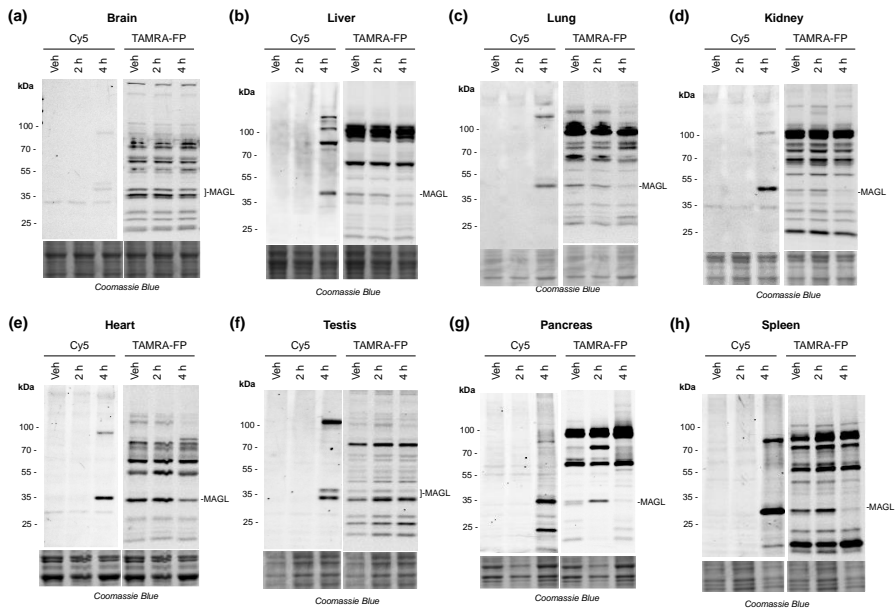 (a) Brain
Cy5 TAMRA-FP
Veh 2 h 4 h Veh 2 h 4 h
kDa
100 -
70 -
55 -
35 -
25 -
]-MAGL
Coomassie Blue
(b) Liver
Cy5 TAMRA-FP
Veh 2 h 4 h Veh 2 h 4 h
kDa
100 -
70 -
55 -
35 -
25 -
-MAGL
Coomassie Blue
(c) Lung
Cy5 TAMRA-FP
Veh 2 h 4 h Veh 2 h 4 h
kDa
100 -
70 -
55 -
35 -
25 -
-MAGL
Coomassie Blue
(d) Kidney
Cy5 TAMRA-FP
Veh 2 h 4 h Veh 2 h 4 h
kDa
100 -
70 -
55 -
35 -
25 -
-MAGL
Coomassie Blue
(e) Heart
Cy5 TAMRA-FP
Veh 2 h 4 h Veh 2 h 4 h
kDa
100 -
70 -
55 -
35 -
25 -
-MAGL
Coomassie Blue
(f) Testis
Cy5 TAMRA-FP
Veh 2 h 4 h Veh 2 h 4 h
kDa
100 -
70 -
55 -
35 -
25 -
]-MAGL
Coomassie Blue
(g) Pancreas
Cy5 TAMRA-FP
Veh 2 h 4 h Veh 2 h 4 h
kDa
100 -
70 -
55 -
35 -
25 -
-MAGL
Coomassie Blue
(h) Spleen
Cy5 TAMRA-FP
Veh 2 h 4 h Veh 2 h 4 h
kDa
100 -
70 -
55 -
35 -
25 -
-MAGL
Coomassie Blue